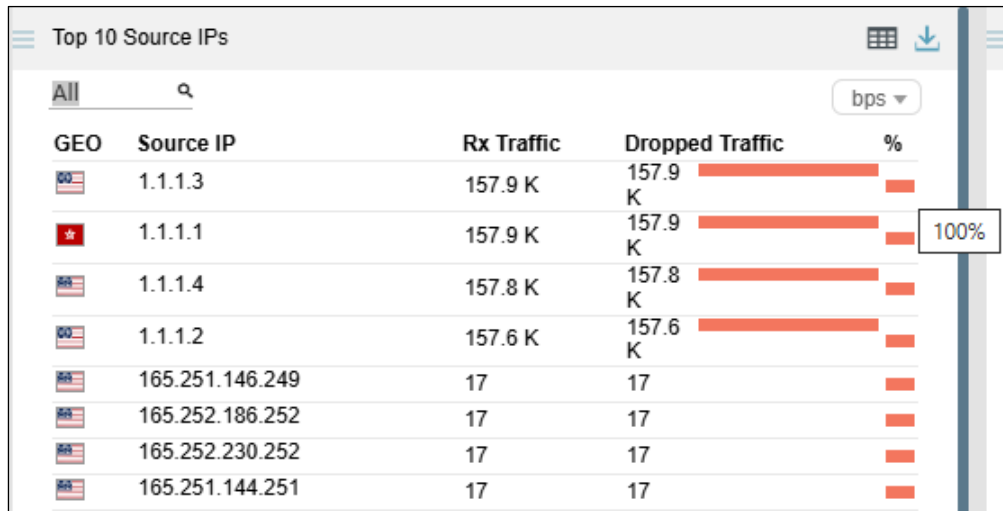 Top 10 Source IPs
All
bps
GEO Source IP Rx Traffic Dropped Traffic %
1.1.1.3 157.9 K 157.9 K
1.1.1.1 157.9 K 157.9 K
100%
1.1.1.4 157.8 K 157.8 K
1.1.1.2 157.6 K 157.6 K
165.251.146.249 17 17
165.252.186.252 17 17
165.252.230.252 17 17
165.251.144.251 17 17